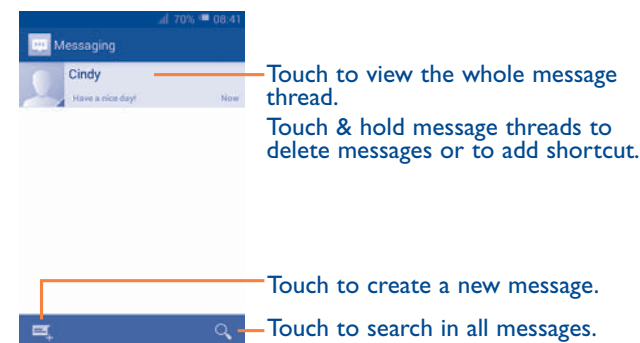 70% 08:41
Messaging
Cindy
Have a nice day! Now
Touch to view the whole message
thread.
Touch & hold message threads to
delete messages or to add shortcut.
Touch to create a new message.
Touch to search in all messages.